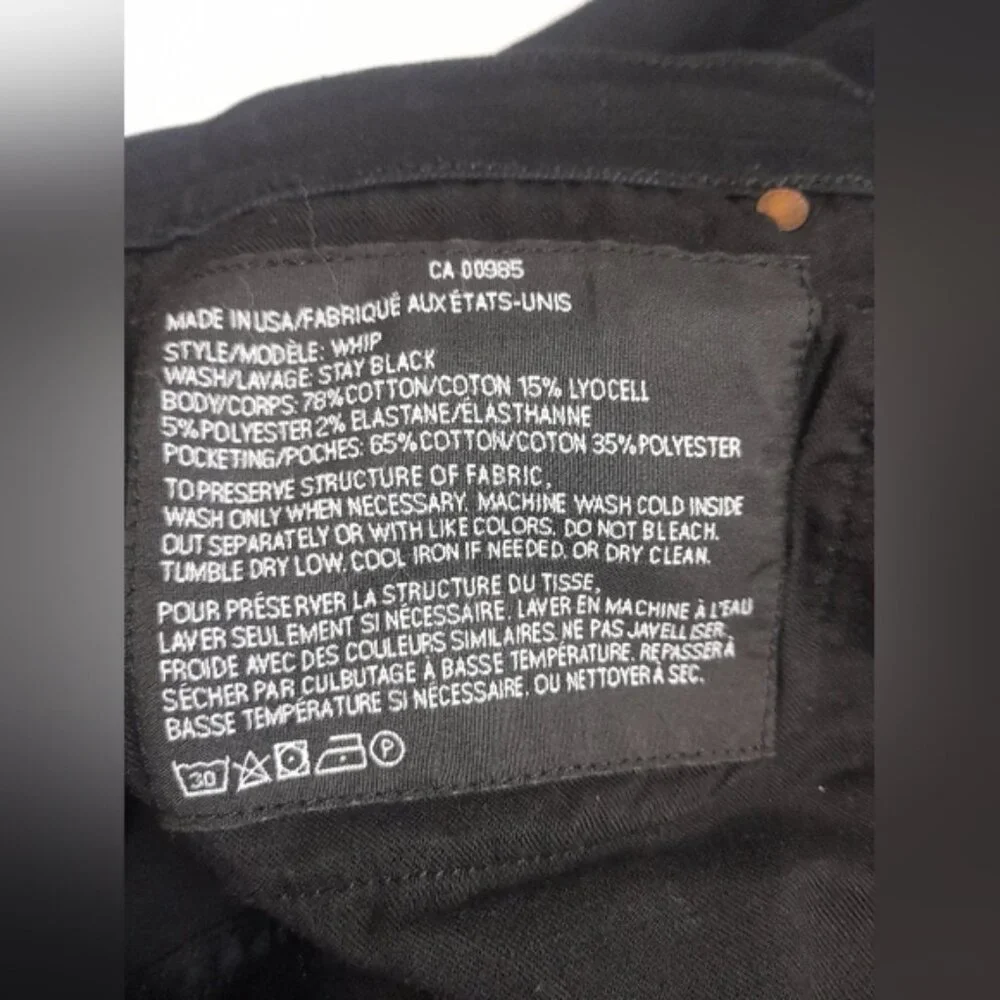 CA 00985
MADE IN USA/FABRIQUÉ AUX ÉTATS-UNIS
STYLE/MODÈLE: WHIP
WASH/LAVAGE: STAY BLACK
BODY/CORPS: 78% COTTON/COTON 15% LYOCELL
5% POLYESTER 2% ELASTANE/ÉLASTHANNE
POCKETING/POCHES: 65% COTTON/COTON 35% POLYESTER
TO PRESERVE STRUCTURE OF FABRIC,
WASH ONLY WHEN NECESSARY. MACHINE WASH COLD INSIDE
OUT SEPARATELY OR WITH LIKE COLORS. DO NOT BLEACH.
TUMBLE DRY LOW. COOL IRON IF NEEDED. OR DRY CLEAN.
POUR PRÉSERVER LA STRUCTURE DU TISSE,
LAVER SEULEMENT SI NÉCESSAIRE. LAVER EN MACHINE À L'EAU
FROIDE AVEC DES COULEURS SIMILAIRES. NE PAS JAVELLISER.
SÉCHER PAR CULBUTAGE À BASSE TEMPÉRATURE. REPASSER À
BASSE TEMPÉRATURE SI NÉCESSAIRE. OU NETTOYER À SEC.
30 P